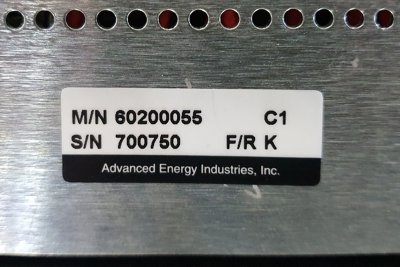 M/N 60200055 C1
S/N 700750 F/R K
Advanced Energy Industries, Inc.